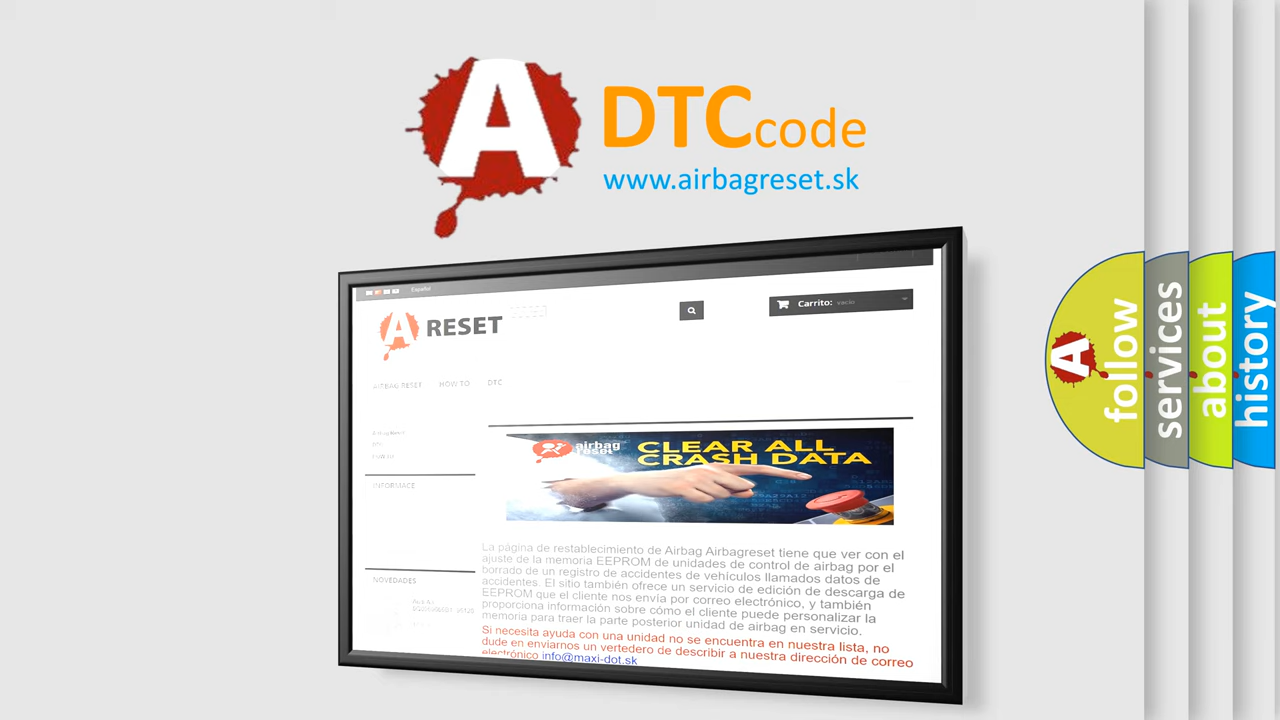 A DTCcode
www.airbagreset.sk
Español
A RESET
Carrito: vacío
AIRBAG RESET HOW TO DTC
INFORMACE
airbag
reset
CLEAR ALL
CRASH DATA
La página de restablecimiento de Airbag Airbagreset tiene que ver con el
ajuste de la memoria EEPROM de unidades de control de airbag por el
borrado de un registro de accidentes de vehículos llamados datos de
accidentes. El sitio también ofrece un servicio de edición de descarga de
EEPROM que el cliente nos envía por correo electrónico, y también
proporciona información sobre cómo el cliente puede personalizar la
memoria para traer la parte posterior unidad de airbag en servicio.
Si necesita ayuda con una unidad no se encuentra en nuestra lista, no
dude en enviarnos un vertedero de describir a nuestra dirección de correo
electrónico info@maxi-dot.sk
NOVEDADES
A
follow
services
about
history